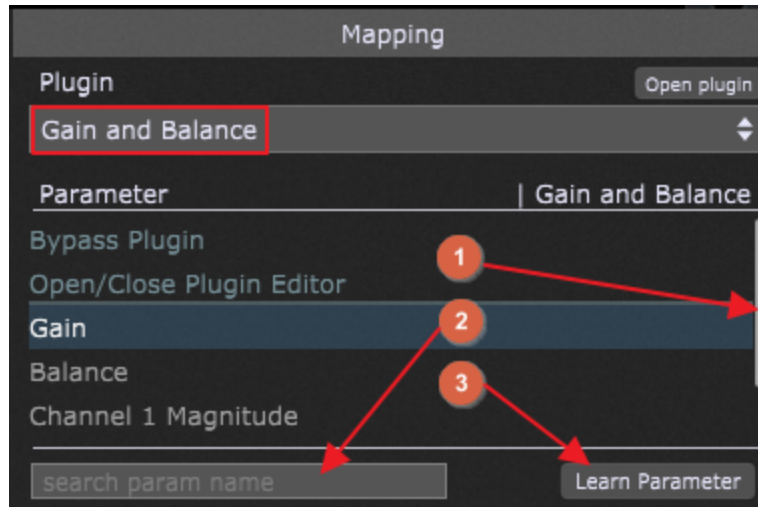 Mapping
Plugin
Open plugin
Gain and Balance
Parameter | Gain and Balance
Bypass Plugin
1
Open/Close Plugin Editor
Gain
2
Balance
3
Channel 1 Magnitude
search param name
Learn Parameter